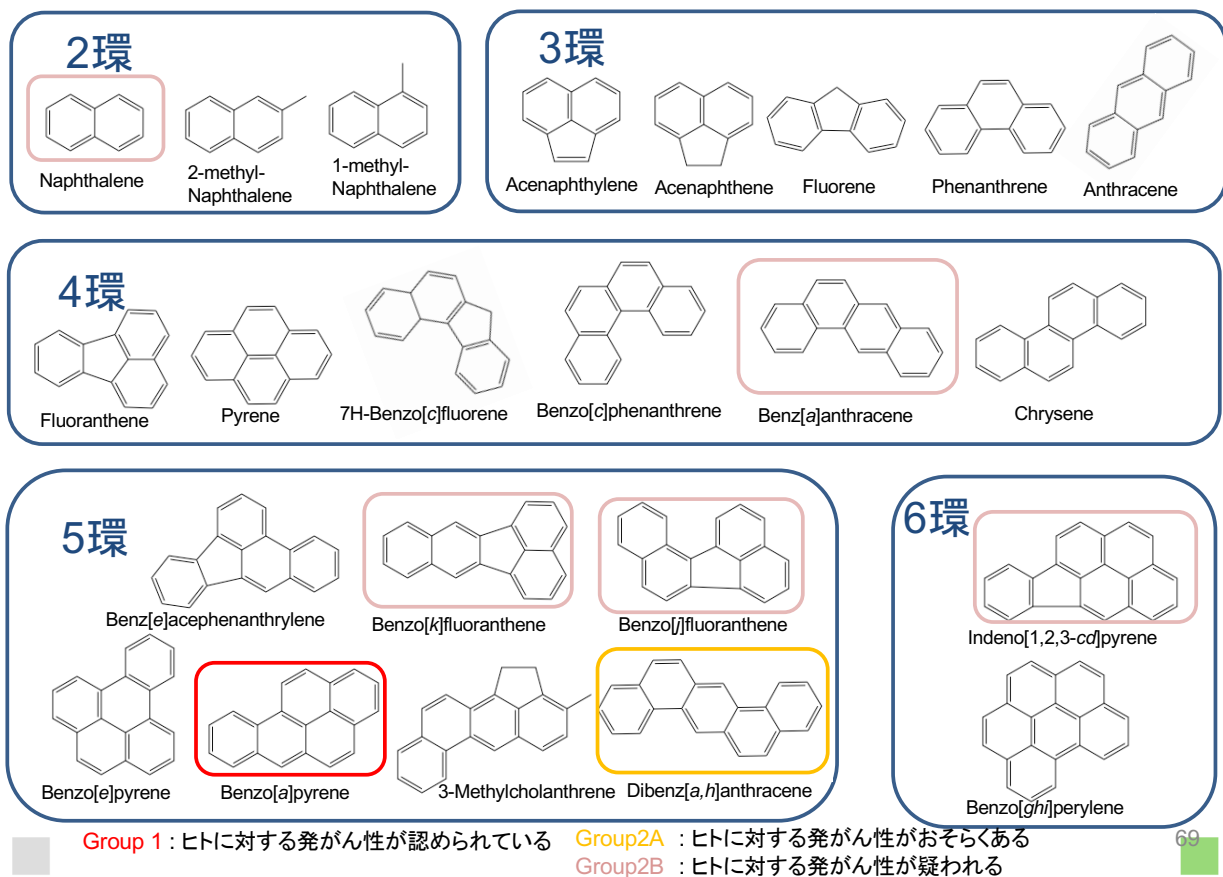 2環
Naphthalene
2-methyl-
Naphthalene
1-methyl-
Naphthalene
3環
Acenaphthylene
Acenaphthene
Fluorene
Phenanthrene
Anthracene
4環
Fluoranthene
Pyrene
7H-Benzo[c]fluorene
Benzo[c]phenanthrene
Benz[a]anthracene
Chrysene
5環
Benz[e]acephenanthrylene
Benzo[k]fluoranthene
Benzo[j]fluoranthene
Benzo[e]pyrene
Benzo[a]pyrene
3-Methylcholanthrene
Dibenz[a,h]anthracene
6環
Indeno[1,2,3-cd]pyrene
Benzo[ghi]perylene
Group 1 : ヒトに対する発がん性が認められている
Group2A : ヒトに対する発がん性がおそらくある
Group2B : ヒトに対する発がん性が疑われる
69